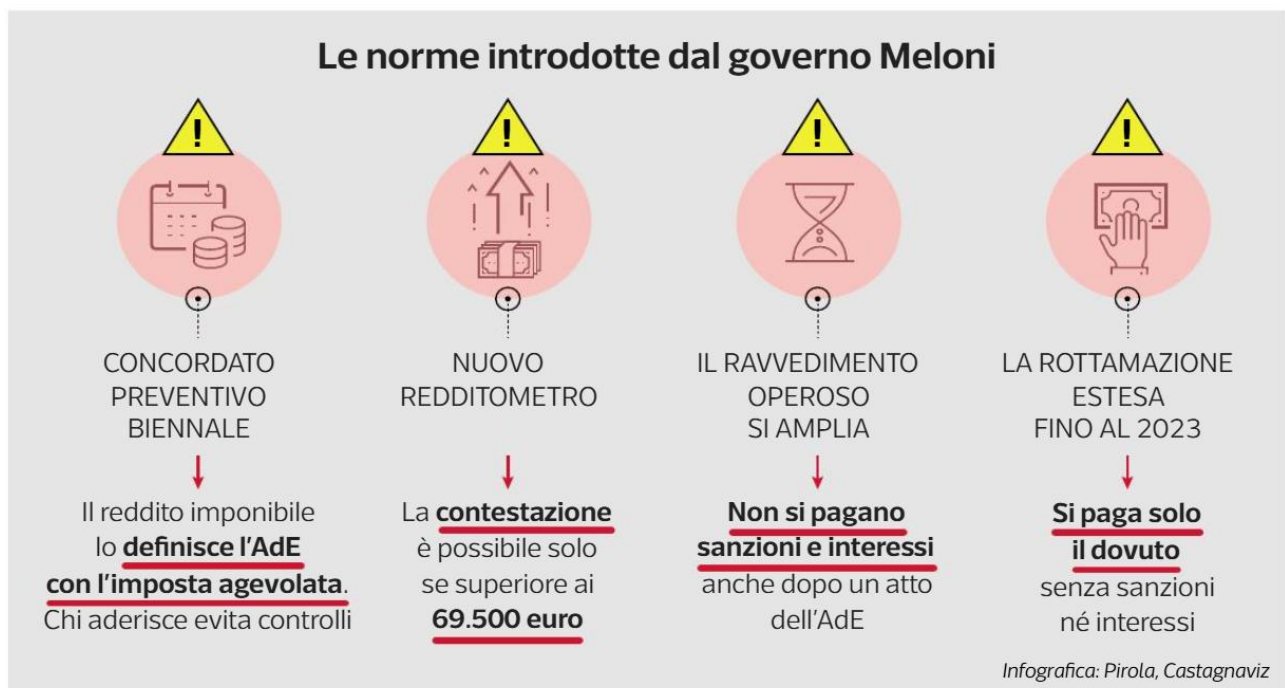 Le norme introdotte dal governo Meloni
!
!
!
!
CONCORDATO
PREVENTIVO
BIENNALE
Il reddito imponibile
lo definisce l'AdE
con l'imposta agevolata.
Chi aderisce evita controlli
NUOVO
REDDITOMETRO
La contestazione
è possibile solo
se superiore ai
69.500 euro
IL RAVVEDIMENTO
OPEROSO
SI AMPLIA
Non si pagano
sanzioni e interessi
anche dopo un atto
dell'AdE
LA ROTTAMAZIONE
ESTESA
FINO AL 2023
Si paga solo
il dovuto
senza sanzioni
né interessi
Infografica: Pirola, Castagnaviz